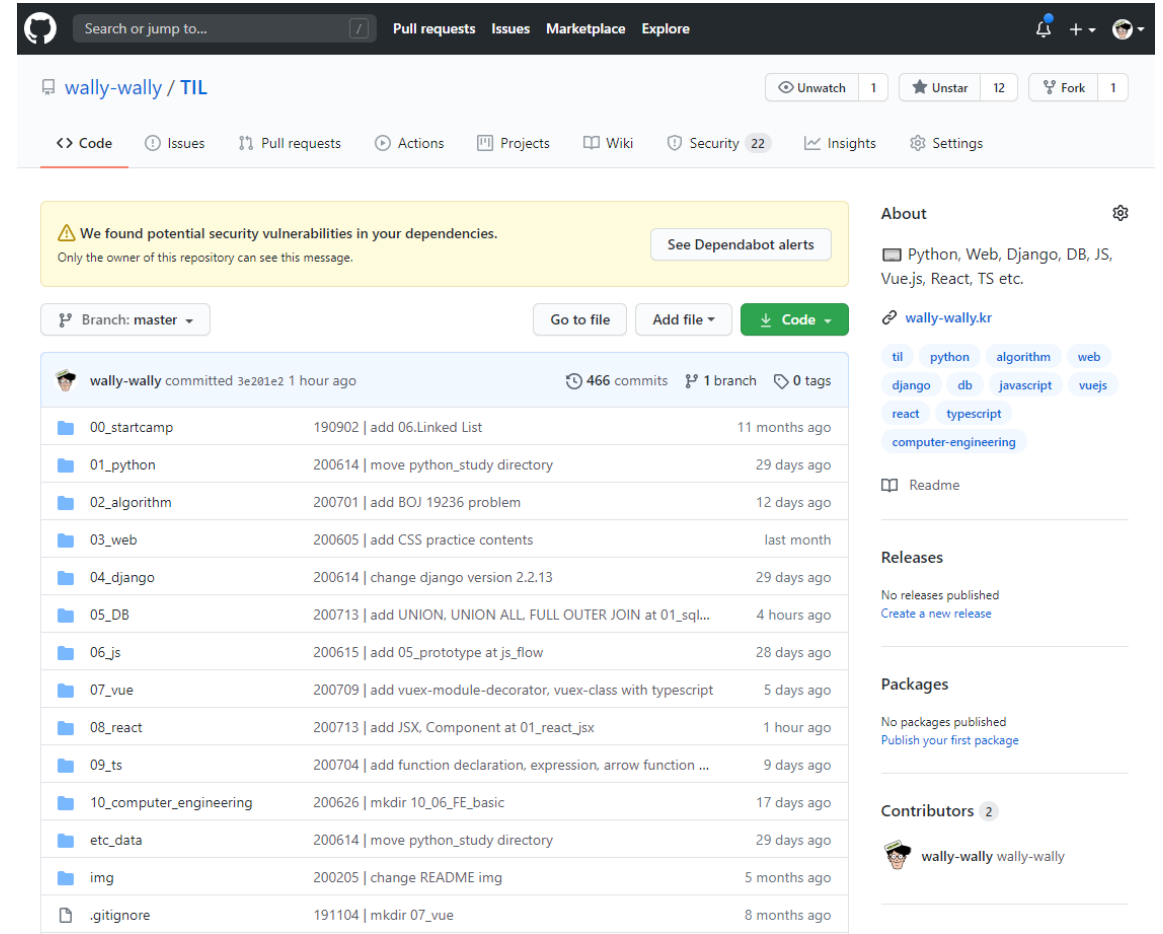 Search or jump to... / Pull requests Issues Marketplace Explore
wally-wally / TIL Unwatch 1 Unstar 12 Fork 1
<> Code Issues Pull requests Actions Projects Wiki Security 22 Insights Settings
We found potential security vulnerabilities in your dependencies.
Only the owner of this repository can see this message.
See Dependabot alerts
Branch: master Go to file Add file Code
wally-wally committed 3e201e2 1 hour ago 466 commits 1 branch 0 tags
00_startcamp 190902 | add 06.Linked List 11 months ago
01_python 200614 | move python_study directory 29 days ago
02_algorithm 200701 | add BOJ 19236 problem 12 days ago
03_web 200605 | add CSS practice contents last month
04_django 200614 | change django version 2.2.13 29 days ago
05_DB 200713 | add UNION, UNION ALL, FULL OUTER JOIN at 01_sql... 4 hours ago
06_js 200615 | add 05_prototype at js_flow 28 days ago
07_vue 200709 | add vuex-module-decorator, vuex-class with typescript 5 days ago
08_react 200713 | add JSX, Component at 01_react_jsx 1 hour ago
09_ts 200704 | add function declaration, expression, arrow function ... 9 days ago
10_computer_engineering 200626 | mkdir 10_06_FE_basic 17 days ago
etc_data 200614 | move python_study directory 29 days ago
img 200205 | change README img 5 months ago
.gitignore 191104 | mkdir 07_vue 8 months ago
About
Python, Web, Django, DB, JS,
Vue.js, React, TS etc.
wally-wally.kr
til python algorithm web
django db javascript vuejs
react typescript
computer-engineering
Readme
Releases
No releases published
Create a new release
Packages
No packages published
Publish your first package
Contributors 2
wally-wally wally-wally